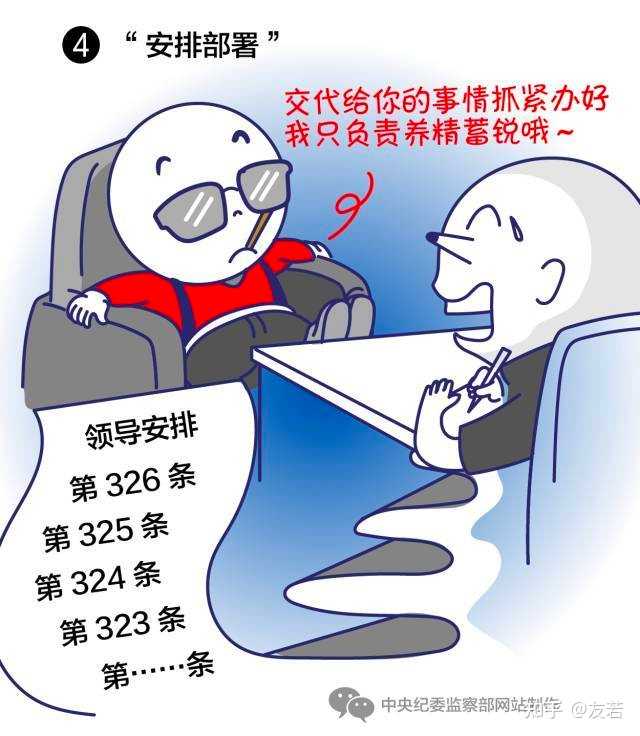 4 “安排部署”
交代给你的事情抓紧办好
我只负责养精蓄锐哦~
领导安排
第 326 条
第 325 条
第 324 条
第 323 条
第……条
中央纪委监察部网站制作
知乎 @友若